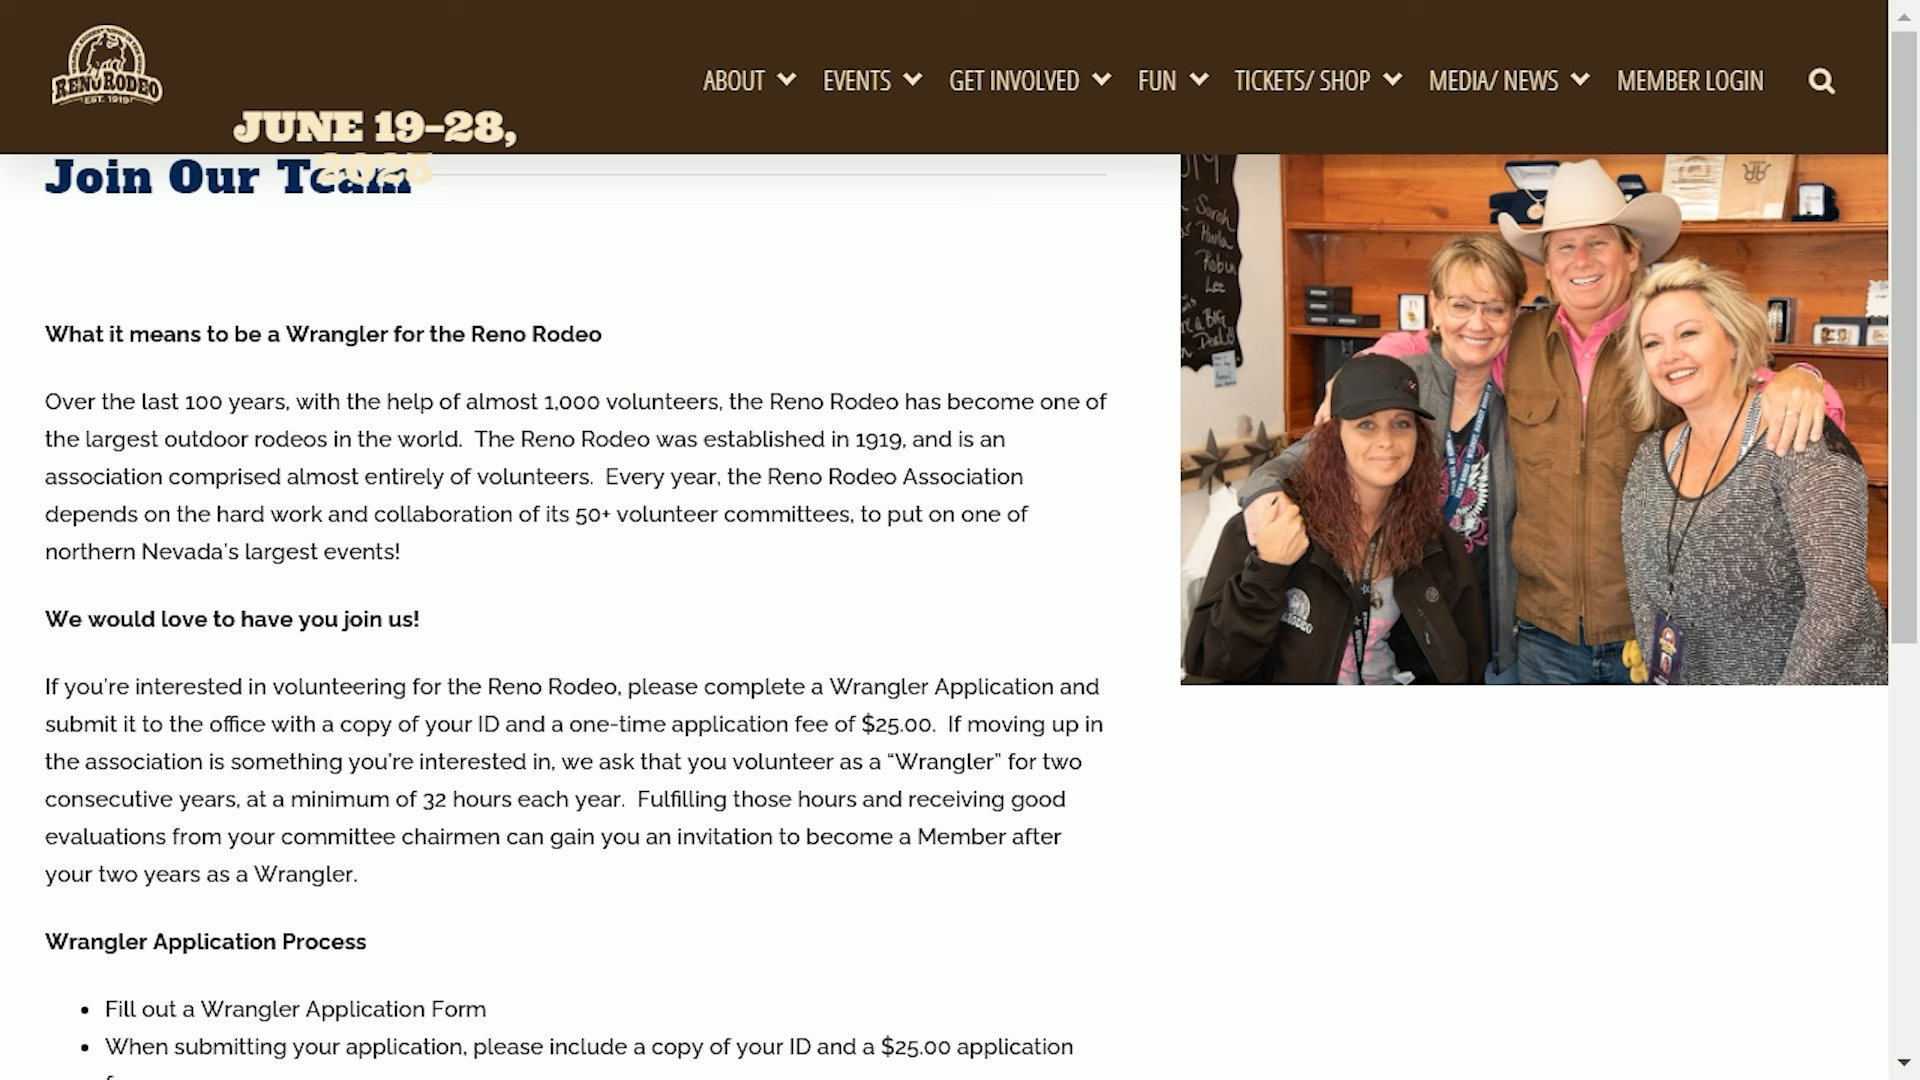 RENO RODEO
EST. 1919
ABOUT
EVENTS
GET INVOLVED
FUN
TICKETS/ SHOP
MEDIA/ NEWS
MEMBER LOGIN
JUNE 19-28,
2025
Join Our Team
What it means to be a Wrangler for the Reno Rodeo
Over the last 100 years, with the help of almost 1,000 volunteers, the Reno Rodeo has become one of
the largest outdoor rodeos in the world.  The Reno Rodeo was established in 1919, and is an
association comprised almost entirely of volunteers.  Every year, the Reno Rodeo Association
depends on the hard work and collaboration of its 50+ volunteer committees, to put on one of
northern Nevada's largest events!
We would love to have you join us!
If you're interested in volunteering for the Reno Rodeo, please complete a Wrangler Application and
submit it to the office with a copy of your ID and a one-time application fee of $25.00.  If moving up in
the association is something you're interested in, we ask that you volunteer as a “Wrangler” for two
consecutive years, at a minimum of 32 hours each year.  Fulfilling those hours and receiving good
evaluations from your committee chairmen can gain you an invitation to become a Member after
your two years as a Wrangler.
Wrangler Application Process
• Fill out a Wrangler Application Form
• When submitting your application, please include a copy of your ID and a $25.00 application
Sarah
Paula
Robin
Lee